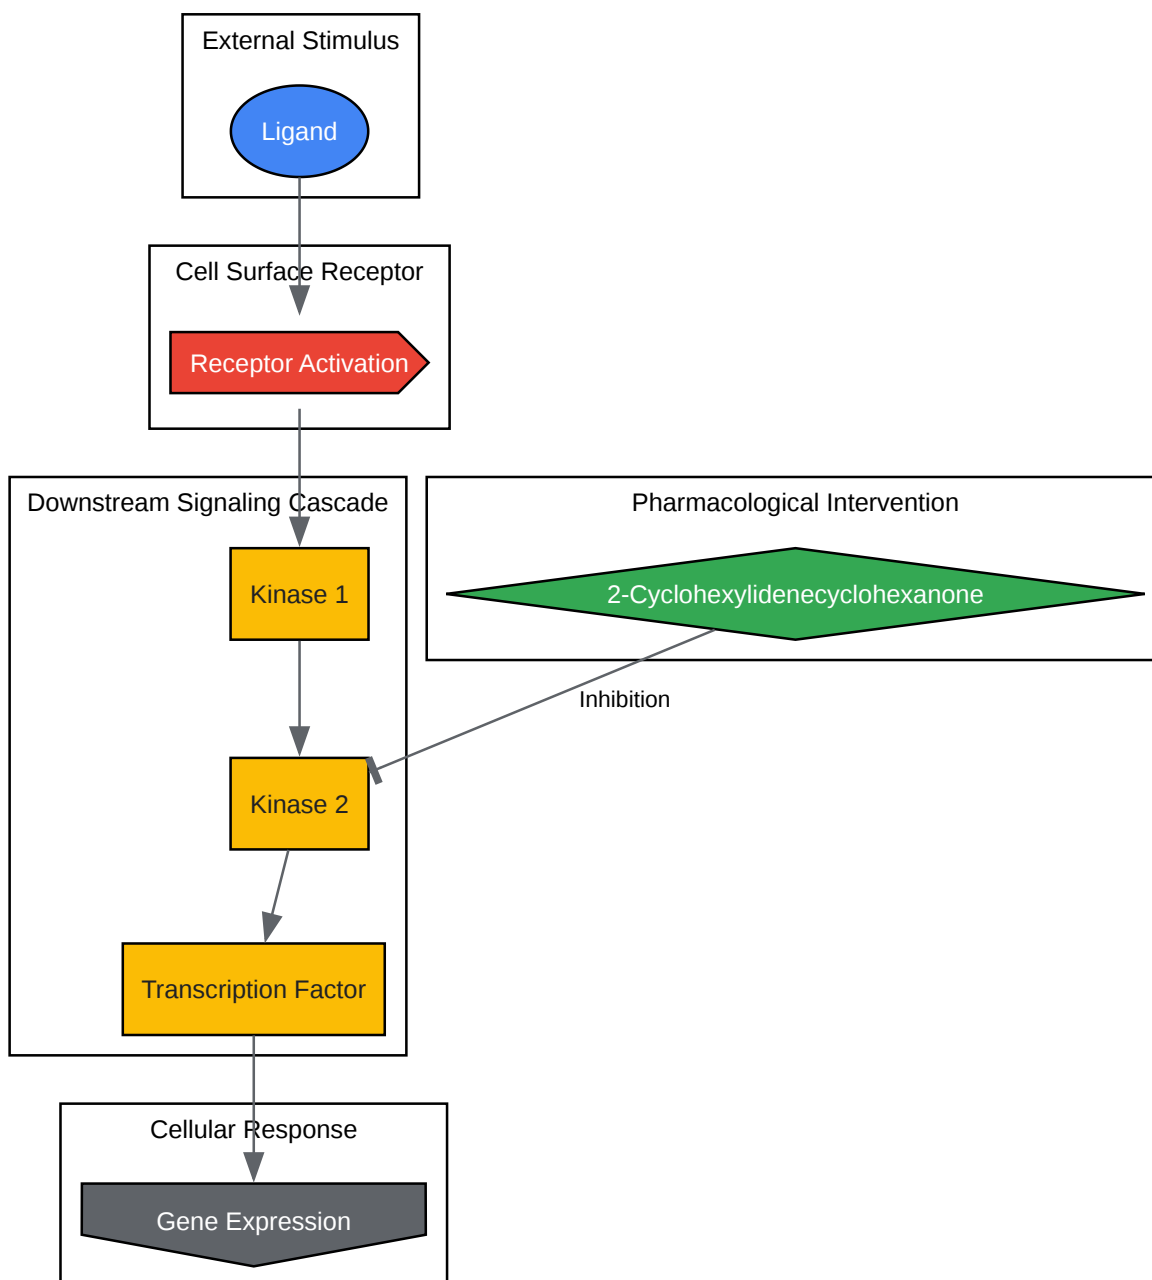 External Stimulus
Ligand
Cell Surface Receptor
Receptor Activation
Downstream Signaling Cascade
Pharmacological Intervention
Kinase 1
2-Cyclohexylidenecyclohexanone
Inhibition
Kinase 2
Transcription Factor
Cellular Response
Gene Expression